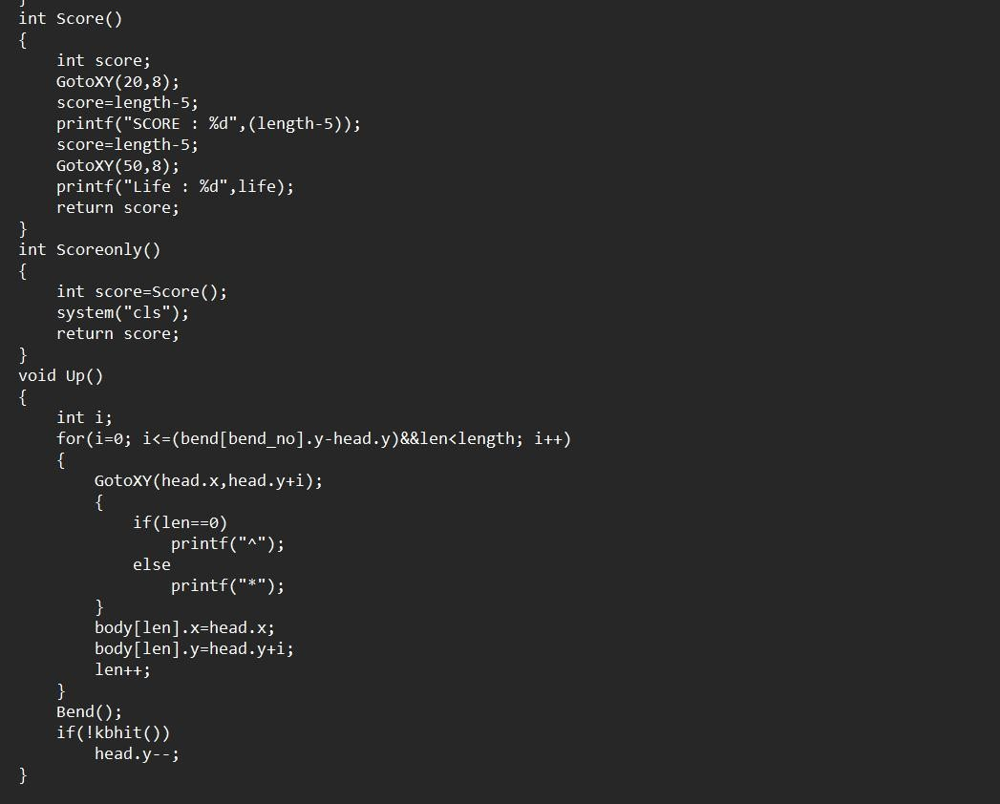 }
int Score()
{
    int score;
    GotoXY(20,8);
    score=length-5;
    printf("SCORE : %d",(length-5));
    score=length-5;
    GotoXY(50,8);
    printf("Life : %d",life);
    return score;
}
int Scoreonly()
{
    int score=Score();
    system("cls");
    return score;
}
void Up()
{
    int i;
    for(i=0; i<=(bend[bend_no].y-head.y)&&len<length; i++)
    {
        GotoXY(head.x,head.y+i);
        {
            if(len==0)
                printf("^");
            else
                printf("*");
        }
        body[len].x=head.x;
        body[len].y=head.y+i;
        len++;
    }
    Bend();
    if(!kbhit())
        head.y--;
}